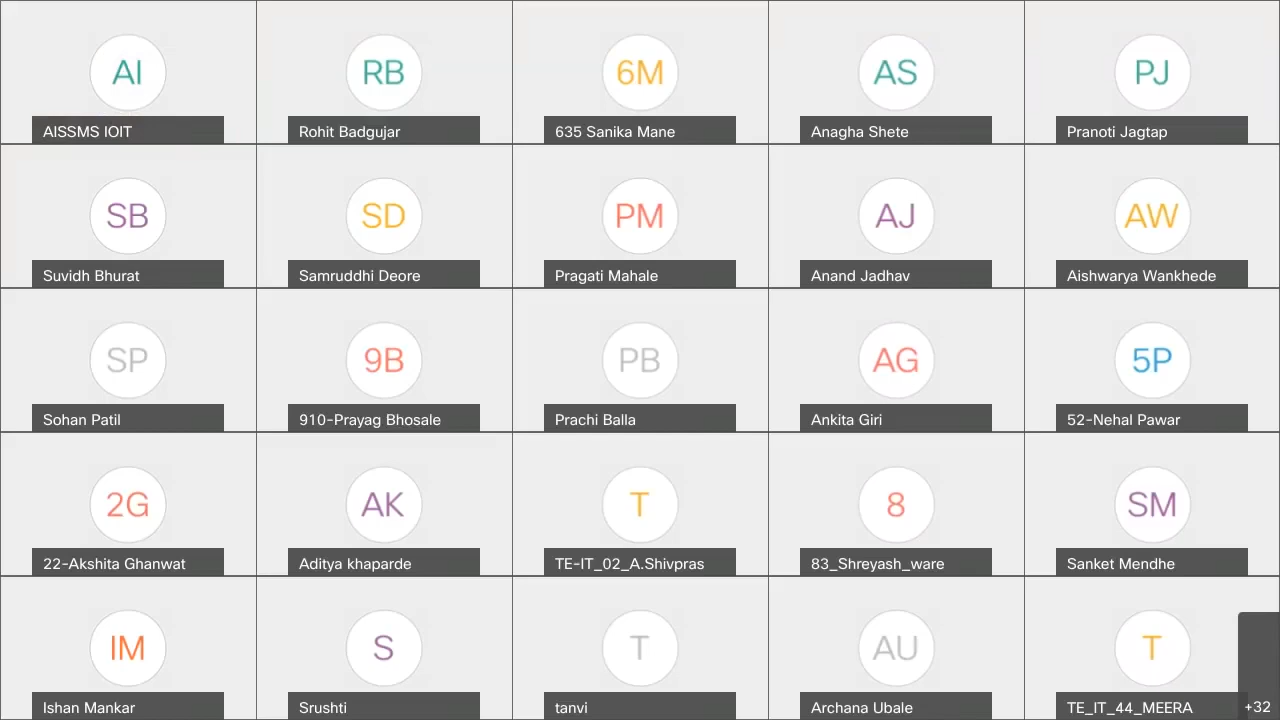 AI
RB
6M
AS
PJ
AISSMS IOIT
Rohit Badgujar
635 Sanika Mane
Anagha Shete
Pranoti Jagtap
SB
SD
PM
AJ
AW
Suvidh Bhurat
Samruddhi Deore
Pragati Mahale
Anand Jadhav
Aishwarya Wankhede
SP
9B
PB
AG
5P
Sohan Patil
910-Prayag Bhosale
Prachi Balla
Ankita Giri
52-Nehal Pawar
2G
AK
T
8
SM
22-Akshita Ghanwat
Aditya khaparde
TE-IT_02_A.Shivpras
83_Shreyash_ware
Sanket Mendhe
IM
S
T
AU
T
Ishan Mankar
Srushti
tanvi
Archana Ubale
TE_IT_44_MEERA
+32